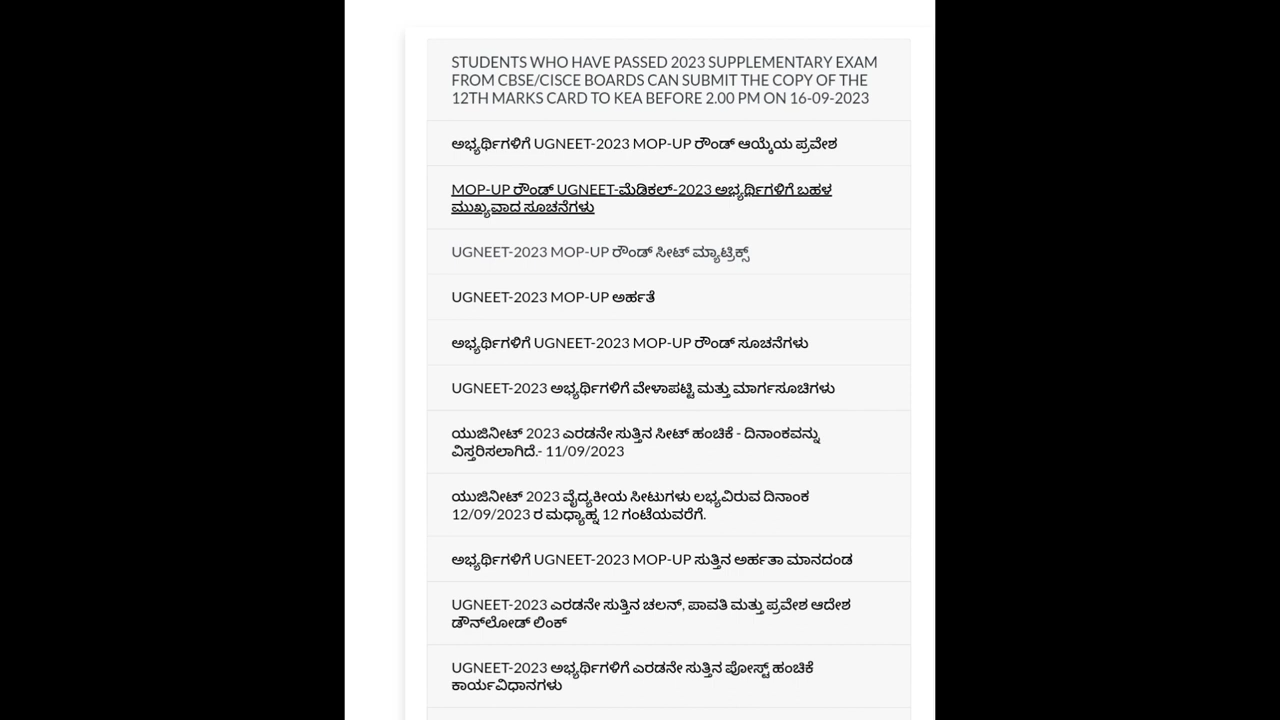 STUDENTS WHO HAVE PASSED 2023 SUPPLEMENTARY EXAM
FROM CBSE/CISCE BOARDS CAN SUBMIT THE COPY OF THE
12TH MARKS CARD TO KEA BEFORE 2.00 PM ON 16-09-2023
ಅಭ್ಯರ್ಥಿಗಳಿಗೆ UGNEET-2023 MOP-UP ರೌಂಡ್ ಆಯ್ಕೆಯ ಪ್ರವೇಶ
MOP-UP ರೌಂಡ್ UGNEET-ಮೆಡಿಕಲ್-2023 ಅಭ್ಯರ್ಥಿಗಳಿಗೆ ಬಹಳ
ಮುಖ್ಯವಾದ ಸೂಚನೆಗಳು
UGNEET-2023 MOP-UP ರೌಂಡ್ ಸೀಟ್ ಮ್ಯಾಟ್ರಿಕ್ಸ್
UGNEET-2023 MOP-UP ಅರ್ಹತೆ
ಅಭ್ಯರ್ಥಿಗಳಿಗೆ UGNEET-2023 MOP-UP ರೌಂಡ್ ಸೂಚನೆಗಳು
UGNEET-2023 ಅಭ್ಯರ್ಥಿಗಳಿಗೆ ವೇಳಾಪಟ್ಟಿ ಮತ್ತು ಮಾರ್ಗಸೂಚಿಗಳು
ಯುಜಿನೀಟ್ 2023 ಎರಡನೇ ಸುತ್ತಿನ ಸೀಟ್ ಹಂಚಿಕೆ - ದಿನಾಂಕವನ್ನು
ವಿಸ್ತರಿಸಲಾಗಿದೆ.- 11/09/2023
ಯುಜಿನೀಟ್ 2023 ವೈದ್ಯಕೀಯ ಸೀಟುಗಳು ಲಭ್ಯವಿರುವ ದಿನಾಂಕ
12/09/2023 ರ ಮಧ್ಯಾಹ್ನ 12 ಗಂಟೆಯವರೆಗೆ.
ಅಭ್ಯರ್ಥಿಗಳಿಗೆ UGNEET-2023 MOP-UP ಸುತ್ತಿನ ಅರ್ಹತಾ ಮಾನದಂಡ
UGNEET-2023 ಎರಡನೇ ಸುತ್ತಿನ ಚಲನ್, ಪಾವತಿ ಮತ್ತು ಪ್ರವೇಶ ಆದೇಶ
ಡೌನ್‌ಲೋಡ್ ಲಿಂಕ್
UGNEET-2023 ಅಭ್ಯರ್ಥಿಗಳಿಗೆ ಎರಡನೇ ಸುತ್ತಿನ ಪೋಸ್ಟ್ ಹಂಚಿಕೆ
ಕಾರ್ಯವಿಧಾನಗಳು